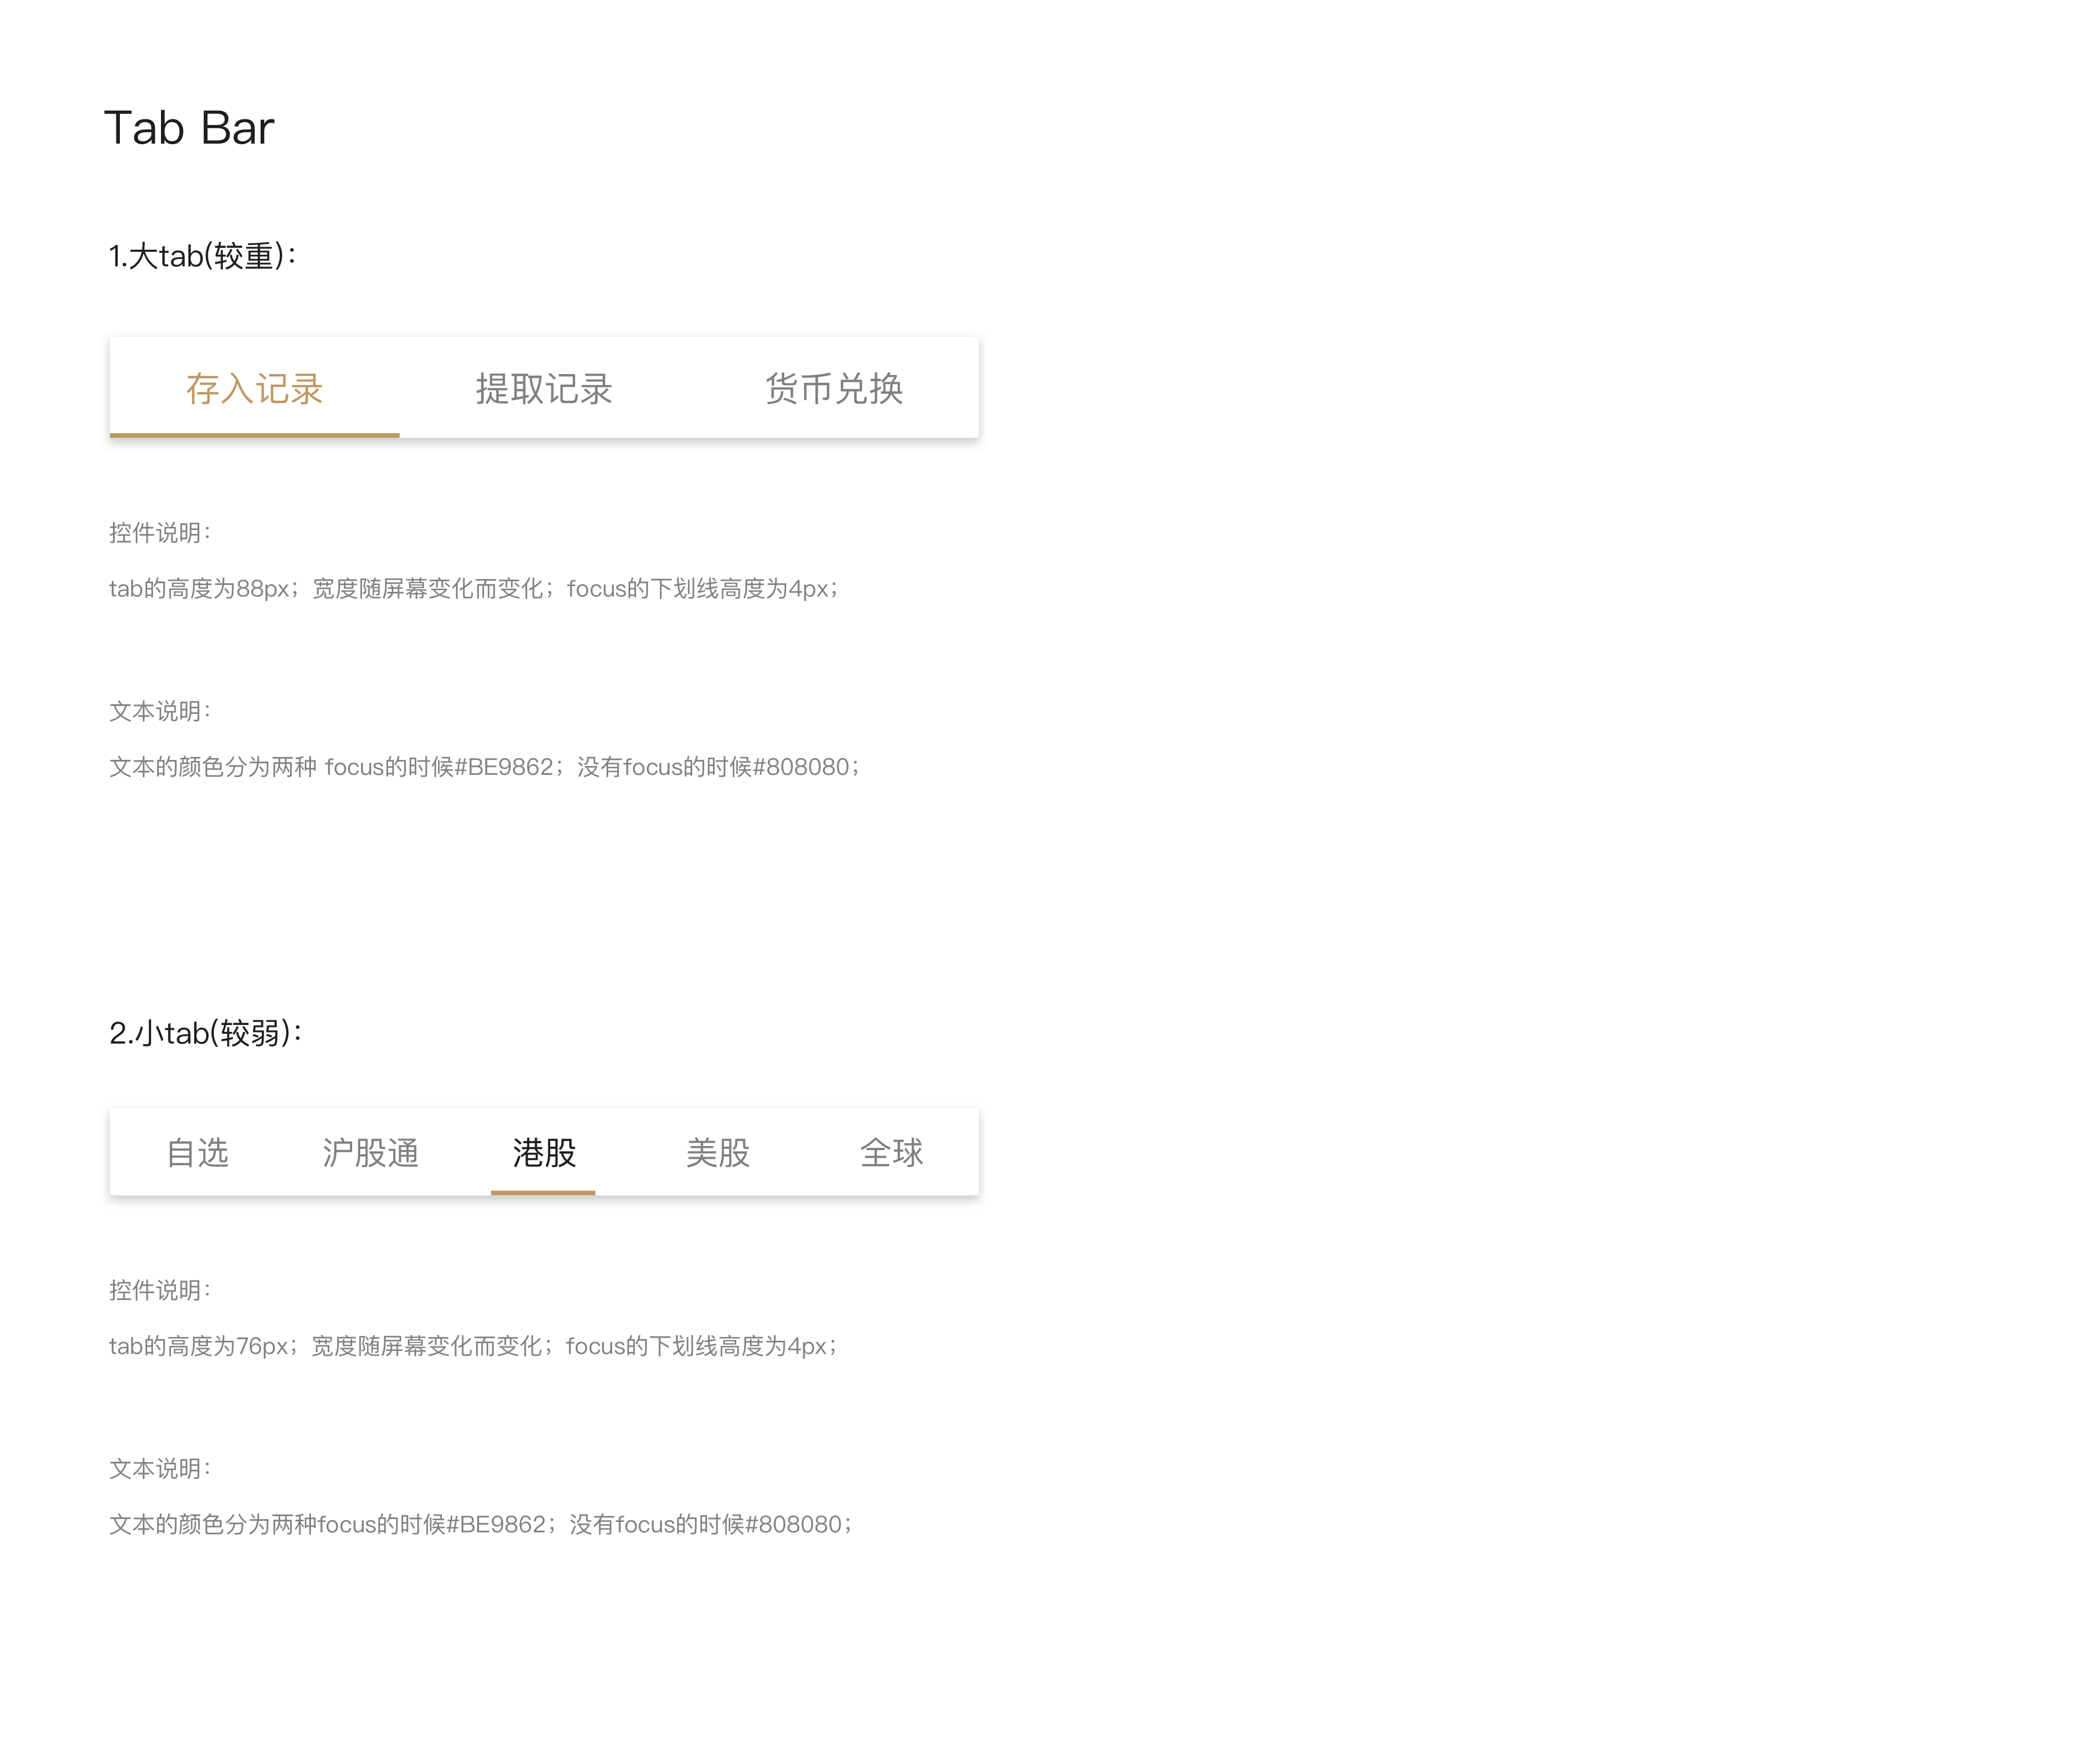 Tab Bar
1.大tab(较重)：
存入记录 提取记录 货币兑换
控件说明：
tab的高度为88px；宽度随屏幕变化而变化；focus的下划线高度为4px；
文本说明：
文本的颜色分为两种 focus的时候#BE9862；没有focus的时候#808080；
2.小tab(较弱)：
自选 沪股通 港股 美股 全球
控件说明：
tab的高度为76px；宽度随屏幕变化而变化；focus的下划线高度为4px；
文本说明：
文本的颜色分为两种focus的时候#BE9862；没有focus的时候#808080；